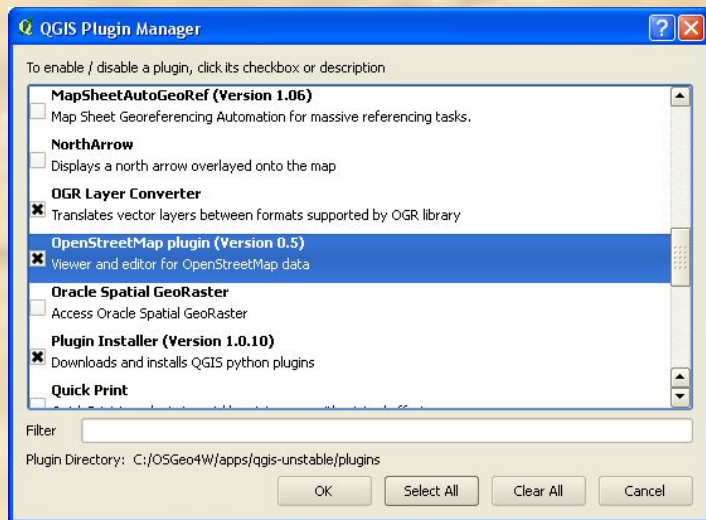 QGIS Plugin Manager
To enable / disable a plugin, click its checkbox or description
MapSheetAutoGeoRef (Version 1.06)
Map Sheet Georeferencing Automation for massive referencing tasks.
NorthArrow
Displays a north arrow overlayed onto the map
OGR Layer Converter
Translates vector layers between formats supported by OGR library
OpenStreetMap plugin (Version 0.5)
Viewer and editor for OpenStreetMap data
Oracle Spatial GeoRaster
Access Oracle Spatial GeoRaster
Plugin Installer (Version 1.0.10)
Downloads and installs QGIS python plugins
Quick Print
Filter
Plugin Directory: C:/OSGeo4W/apps/qgis-unstable/plugins
OK Select All Clear All Cancel